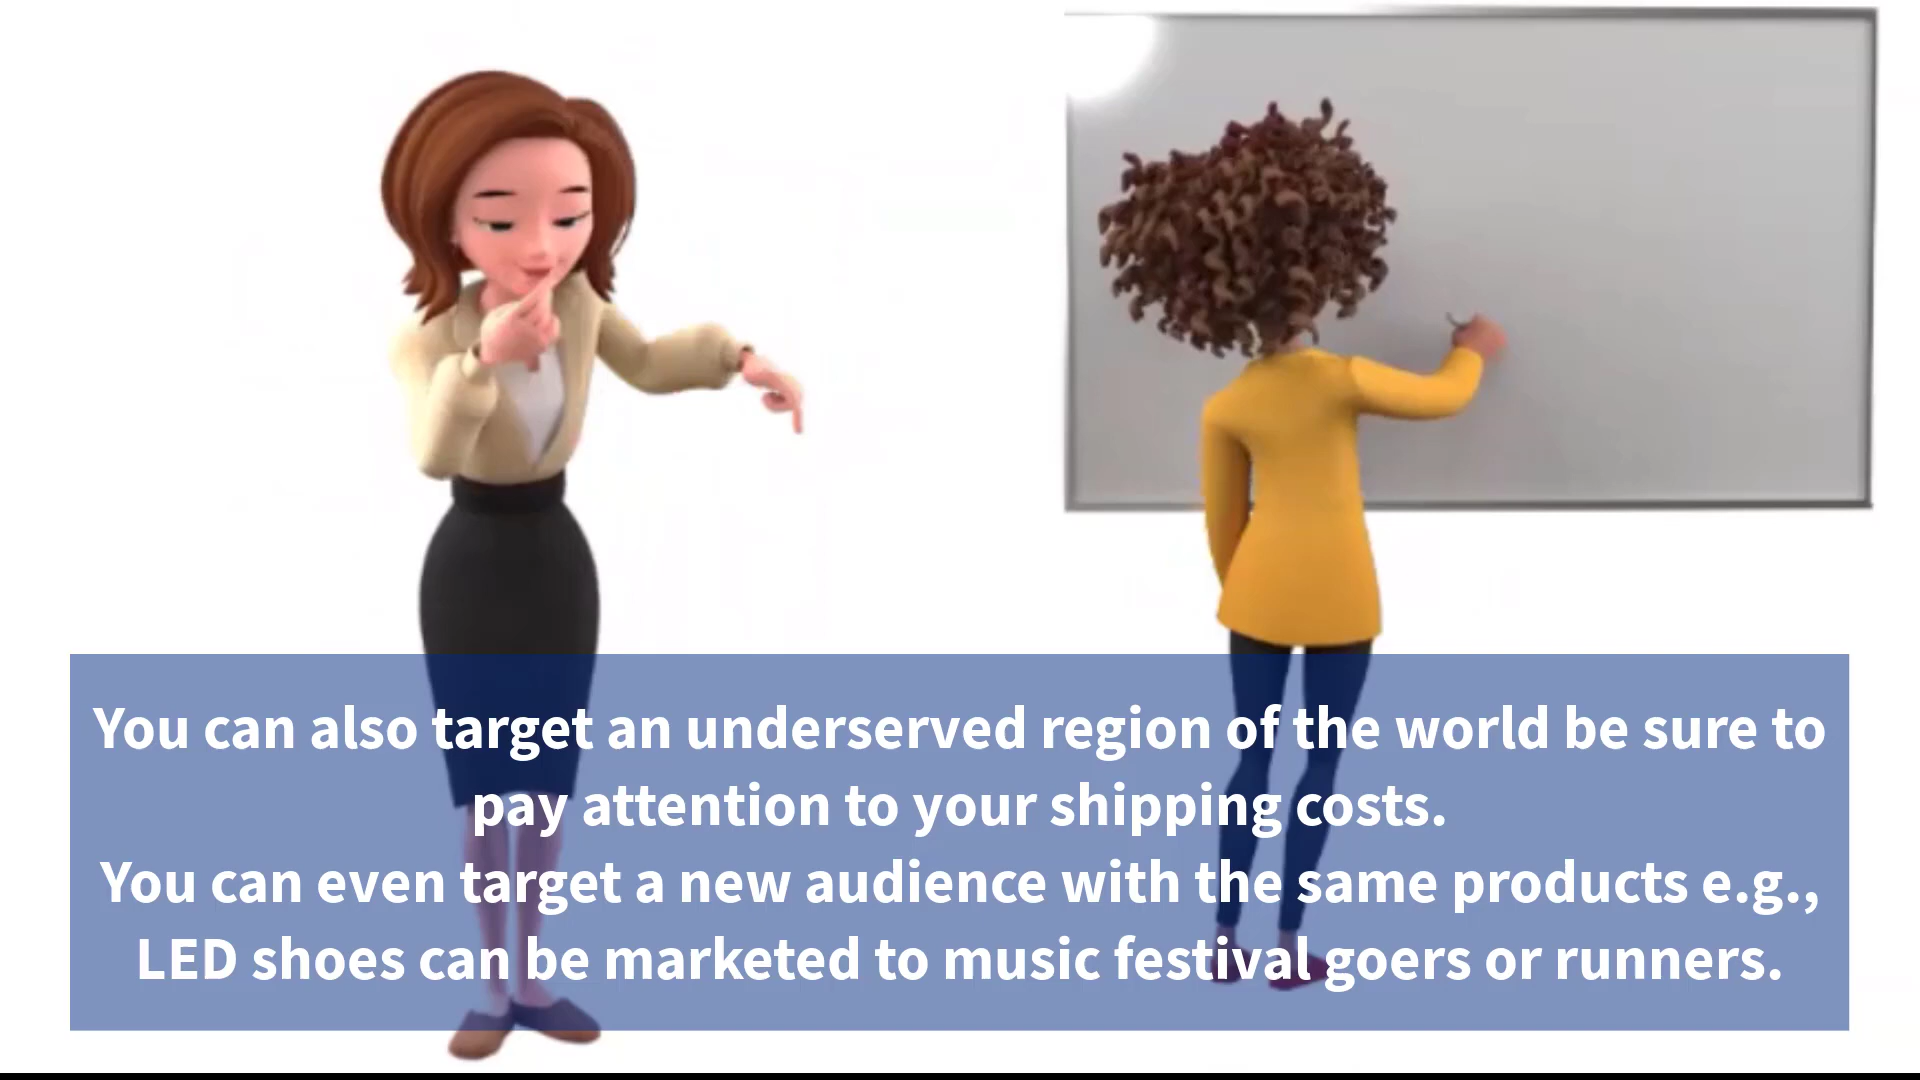 You can also target an underserved region of the world be sure to
pay attention to your shipping costs.
You can even target a new audience with the same products e.g.,
LED shoes can be marketed to music festival goers or runners.